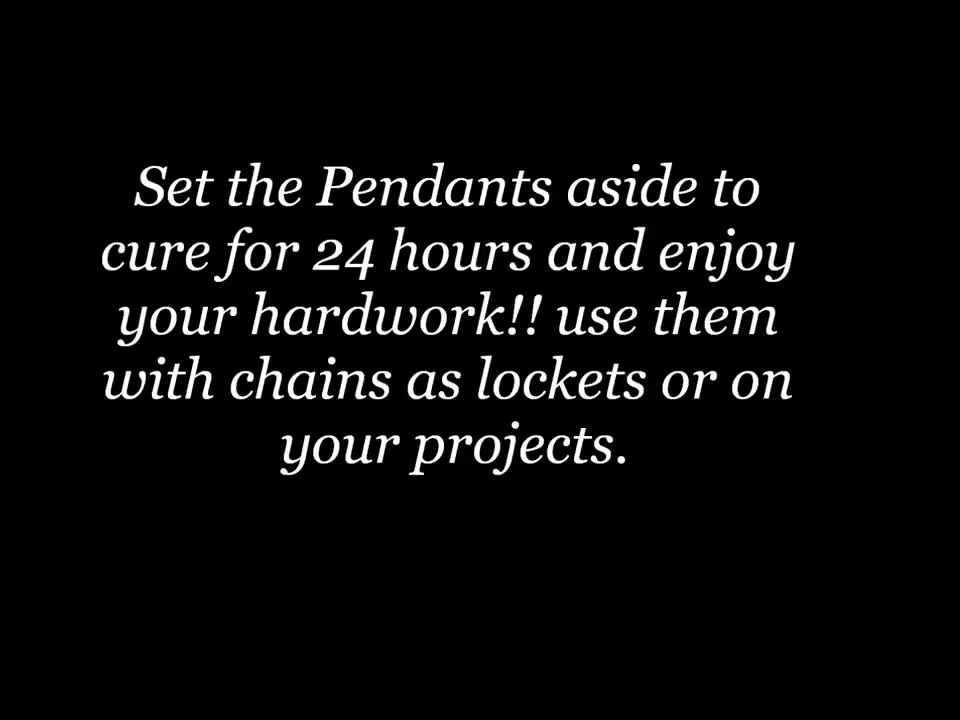 Set the Pendants aside to
cure for 24 hours and enjoy
your hardwork!! use them
with chains as lockets or on
your projects.